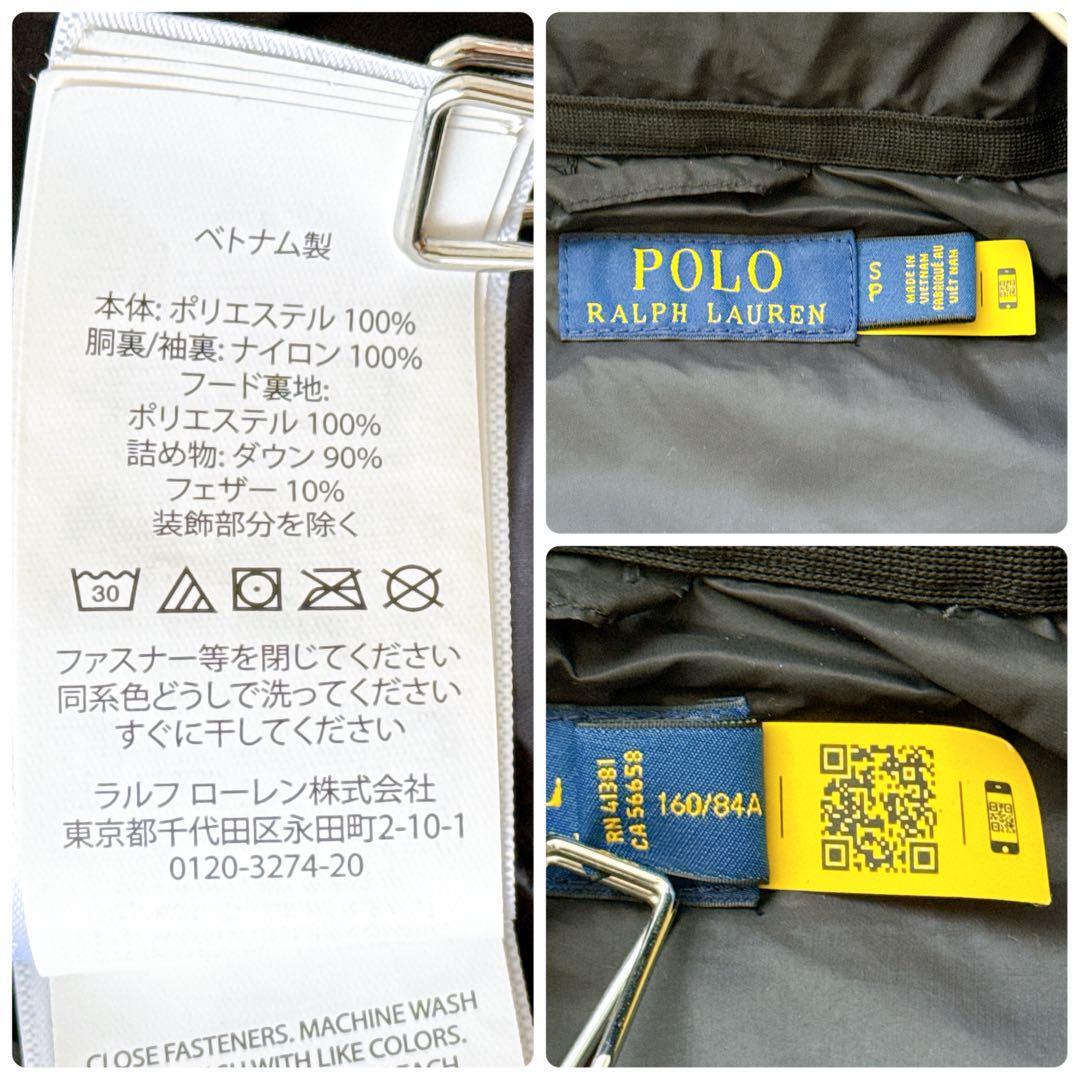 ベトナム製
本体: ポリエステル 100%
胴裏/袖裏: ナイロン 100%
フード裏地:
ポリエステル 100%
詰め物: ダウン 90%
フェザー 10%
装飾部分を除く
30
ファスナー等を閉じてください
同系色どうしで洗ってください
すぐに干してください
ラルフ ローレン株式会社
東京都千代田区永田町2-10-1
0120-3274-20
CLOSE FASTENERS. MACHINE WASH
WITH LIKE COLORS.
POLO
RALPH LAUREN
S
P
MADE IN
VIETNAM
FABRIQUÉ AU
VIÊT NAM
RN 41381
CA 56658
160/84A